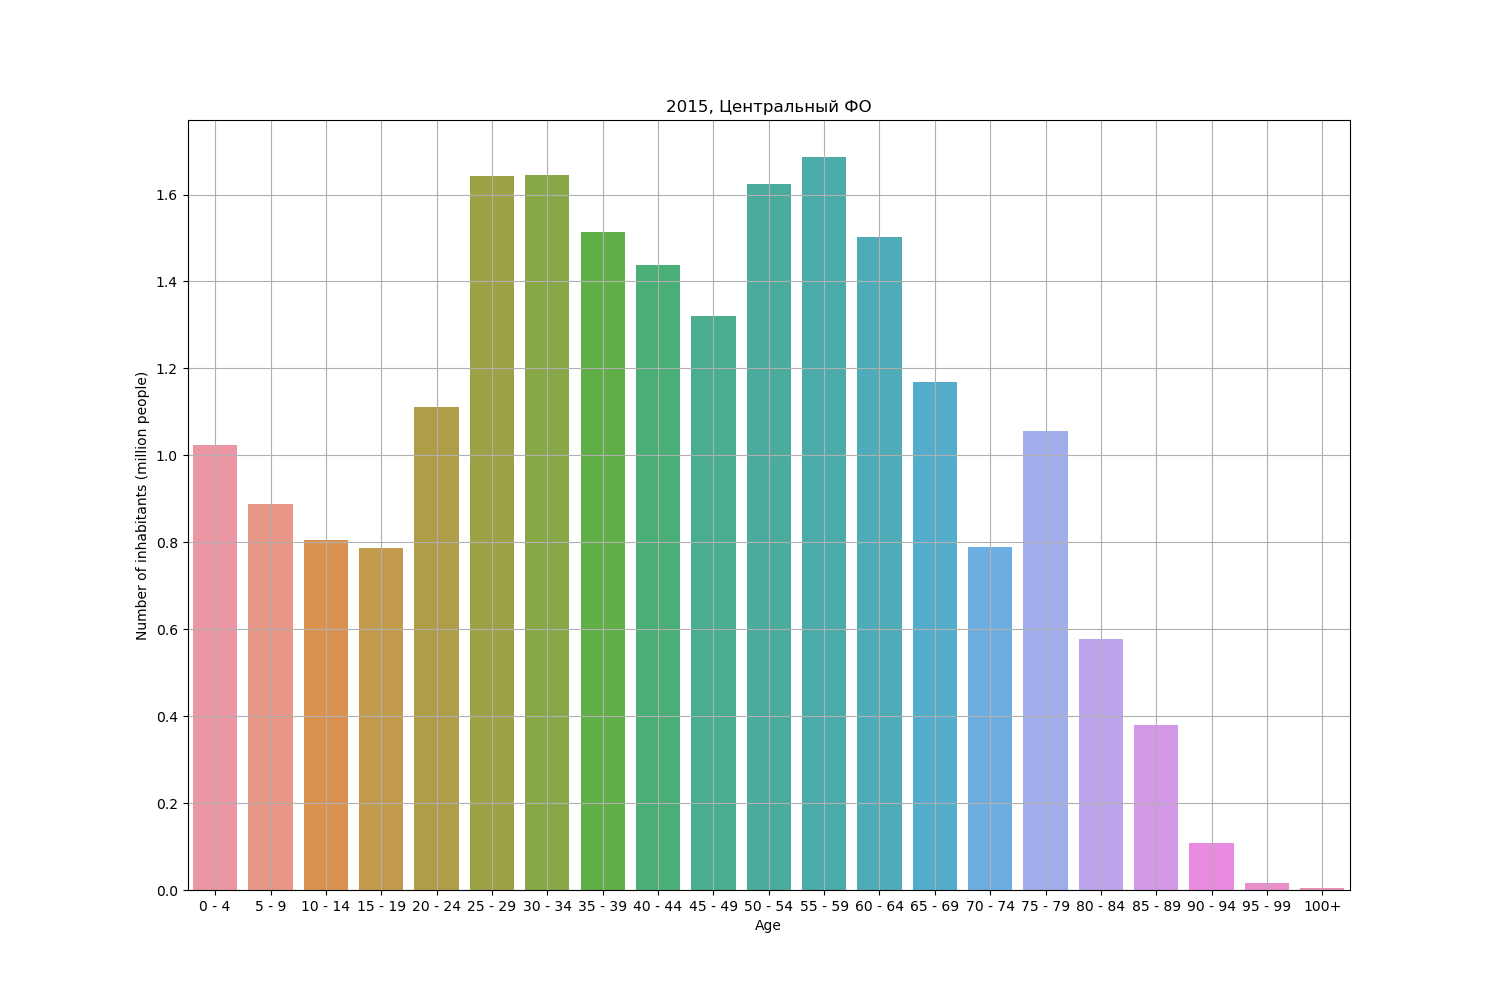 2015, Центральный ФО
Number of inhabitants (million people)
1.6
1.4
1.2
1.0
0.8
0.6
0.4
0.2
0.0
0 - 4 5 - 9 10 - 14 15 - 19 20 - 24 25 - 29 30 - 34 35 - 39 40 - 44 45 - 49 50 - 54 55 - 59 60 - 64 65 - 69 70 - 74 75 - 79 80 - 84 85 - 89 90 - 94 95 - 99 100+
Age